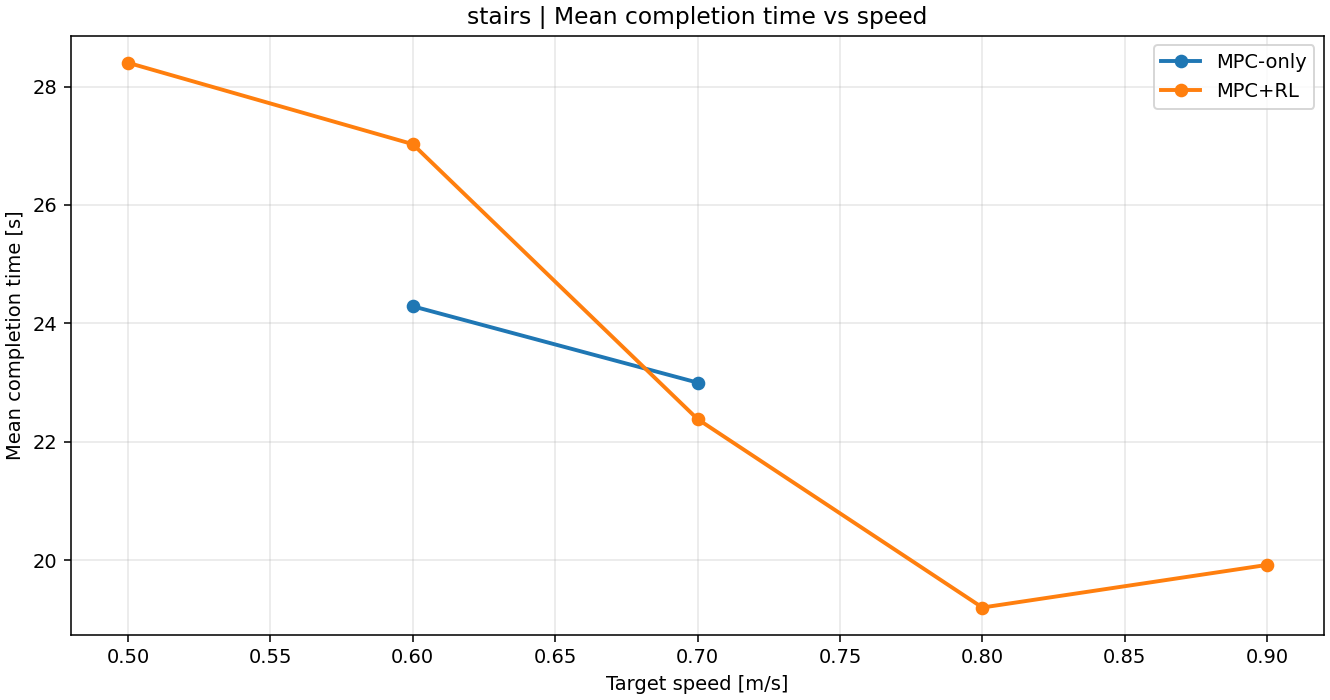 stairs | Mean completion time vs speed
MPC-only
MPC+RL
Mean completion time [s]
28
26
24
22
20
0.50 0.55 0.60 0.65 0.70 0.75 0.80 0.85 0.90
Target speed [m/s]